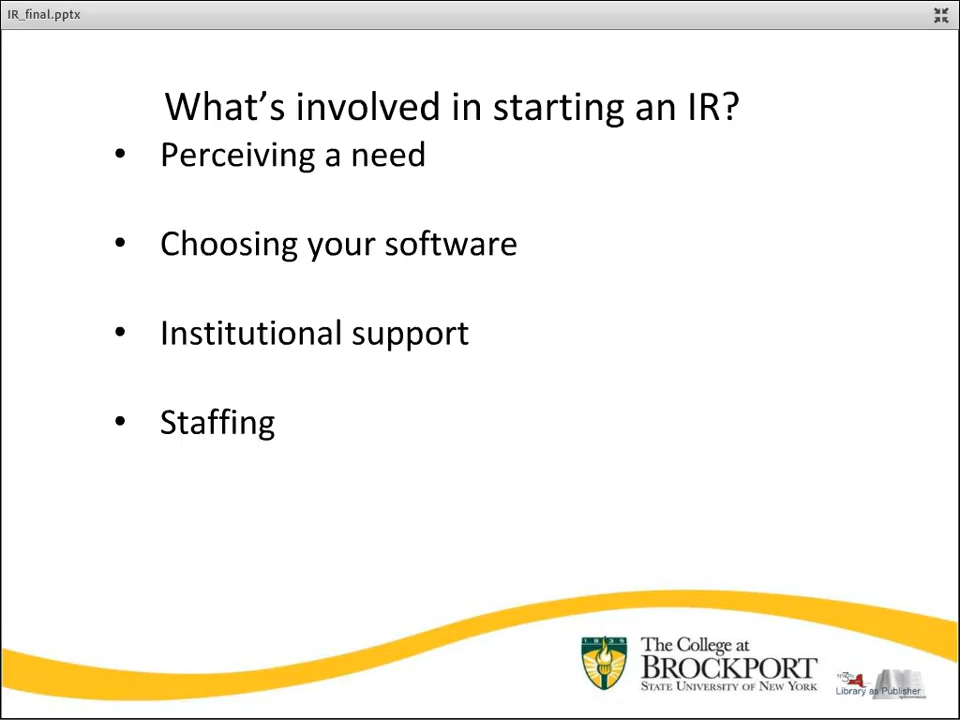 IR_final.pptx
What's involved in starting an IR?
• Perceiving a need
• Choosing your software
• Institutional support
• Staffing
1835
The College at
BROCKPORT
STATE UNIVERSITY OF NEW YORK
Library as Publisher